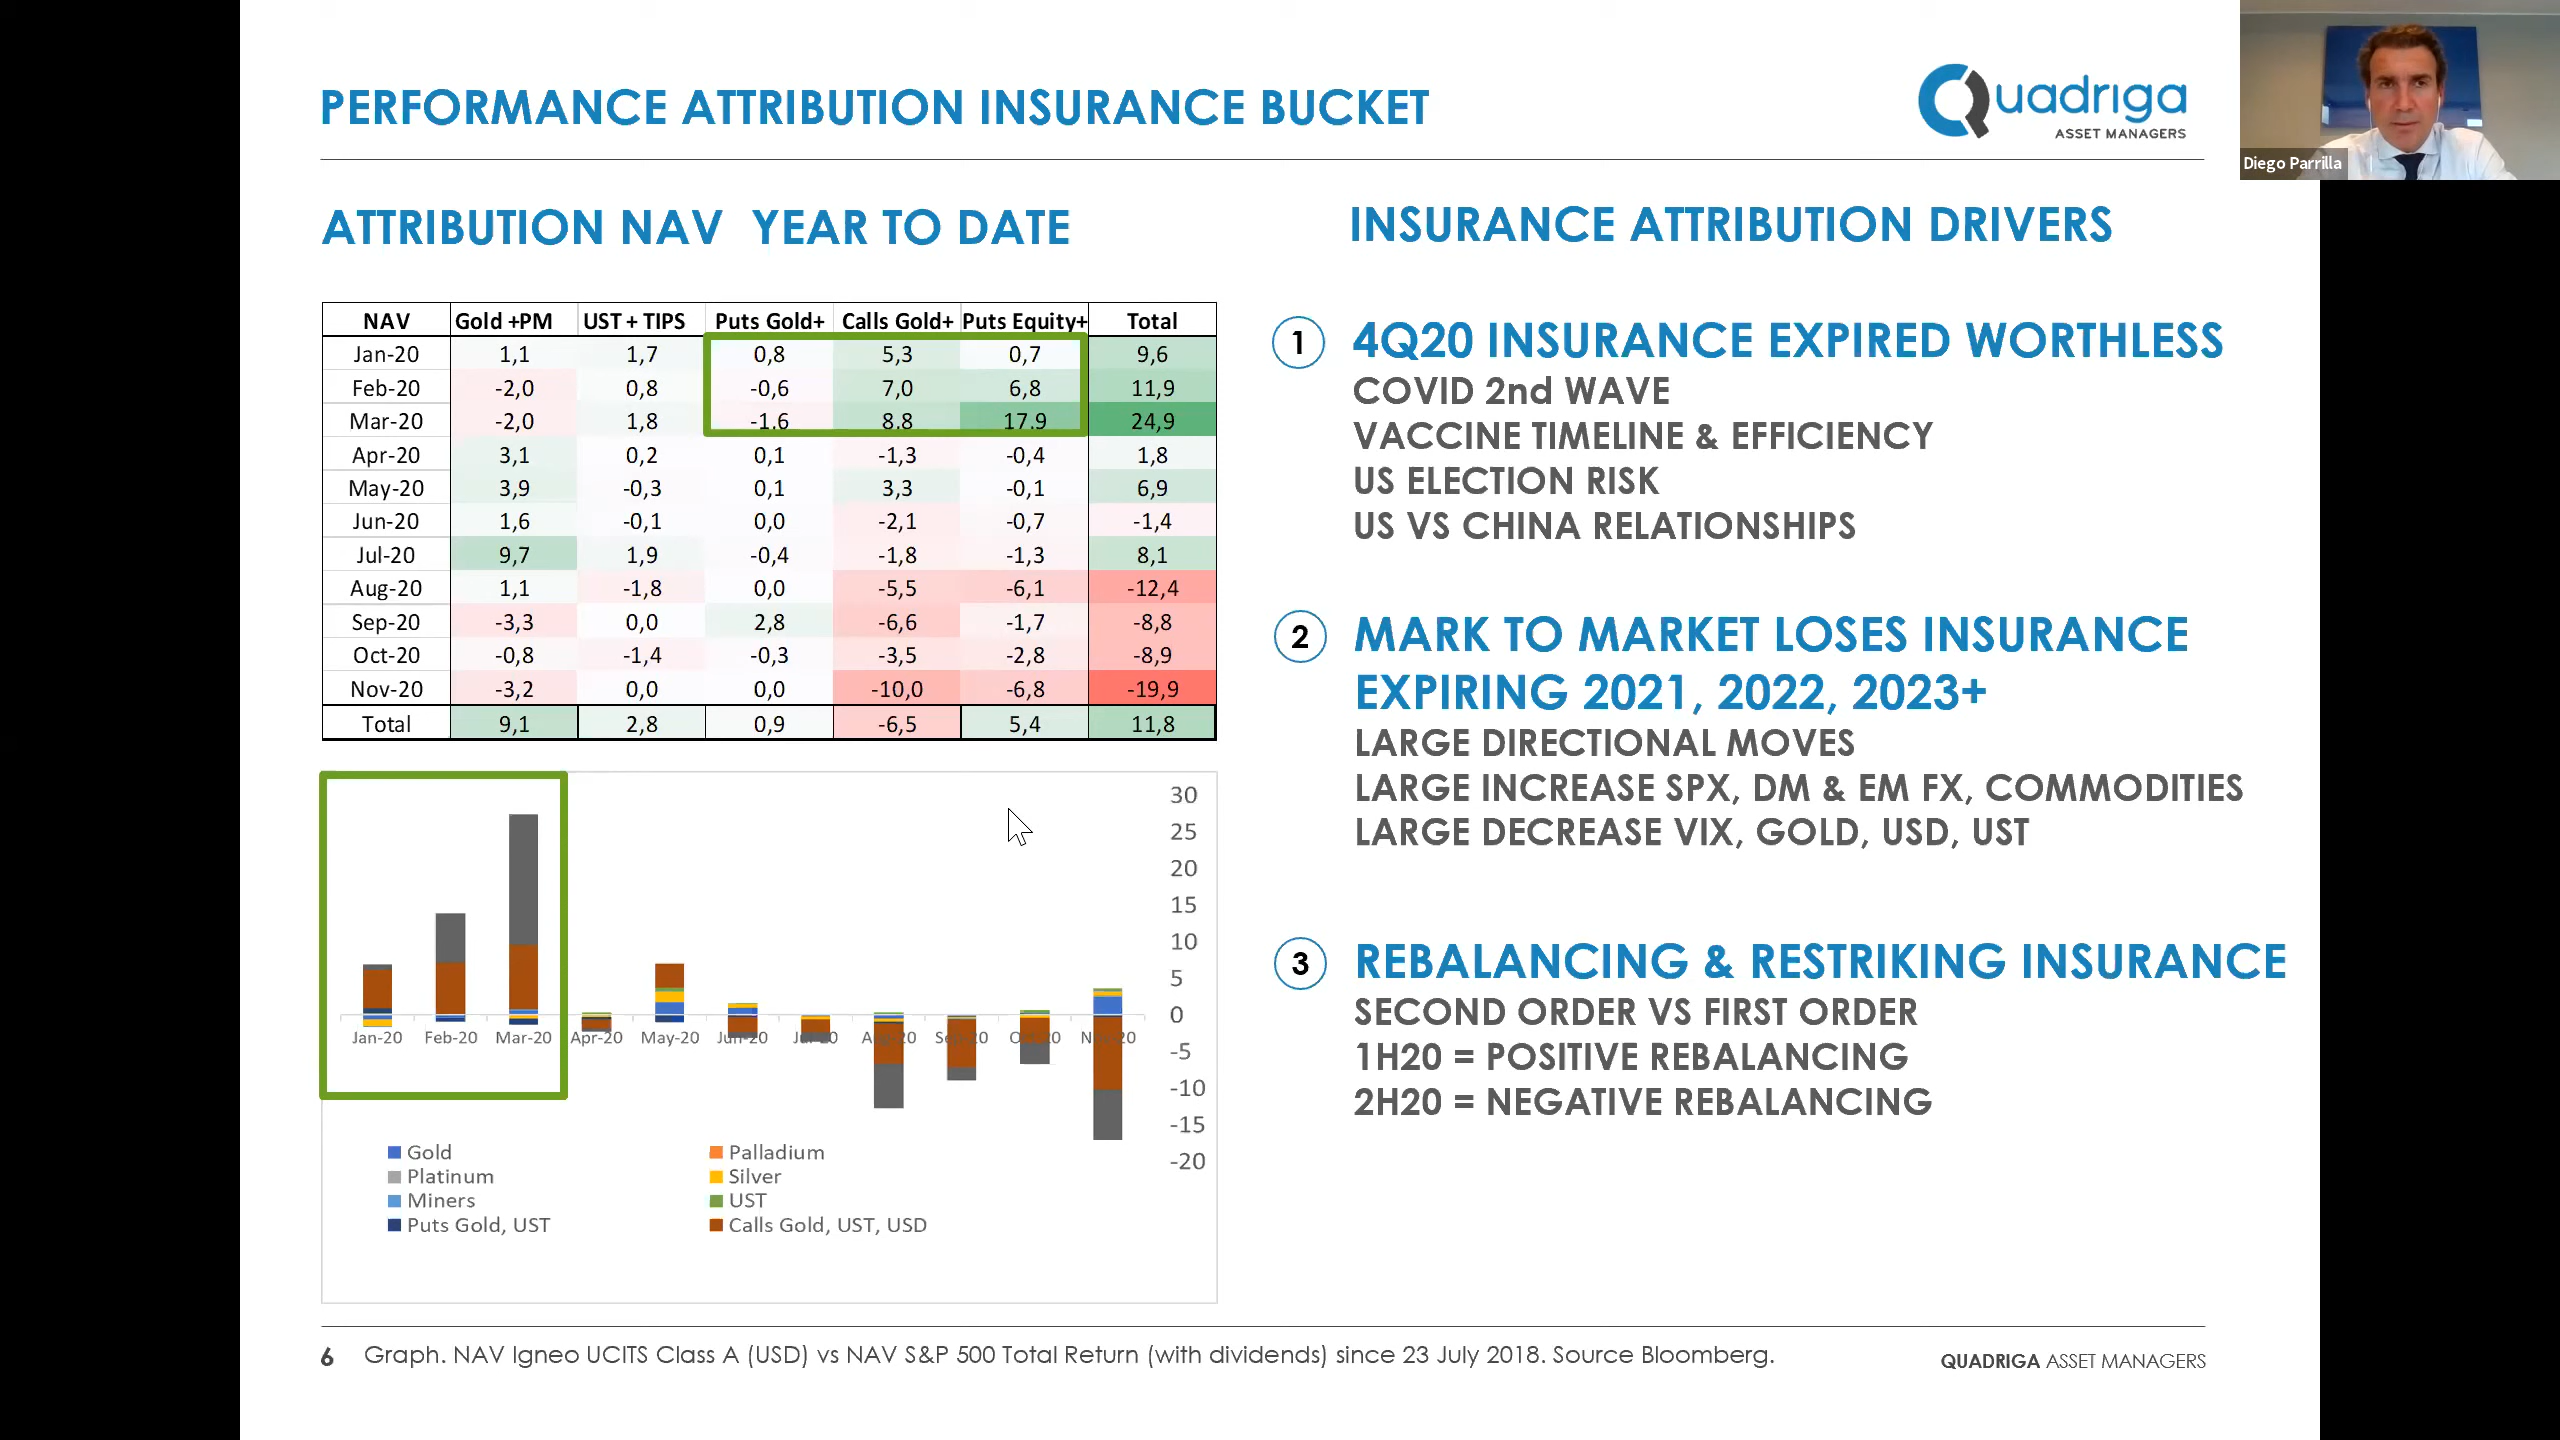 PERFORMANCE ATTRIBUTION INSURANCE BUCKET
Quadriga
ASSET MANAGERS
Diego Parrilla
ATTRIBUTION NAV YEAR TO DATE
NAV Gold +PM UST + TIPS Puts Gold+ Calls Gold+ Puts Equity+ Total
Jan-20 1,1 1,7 0,8 5,3 0,7 9,6
Feb-20 -2,0 0,8 -0,6 7,0 6,8 11,9
Mar-20 -2,0 1,8 -1,6 8,8 17,9 24,9
Apr-20 3,1 0,2 0,1 -1,3 -0,4 1,8
May-20 3,9 -0,3 0,1 3,3 -0,1 6,9
Jun-20 1,6 -0,1 0,0 -2,1 -0,7 -1,4
Jul-20 9,7 1,9 -0,4 -1,8 -1,3 8,1
Aug-20 1,1 -1,8 0,0 -5,5 -6,1 -12,4
Sep-20 -3,3 0,0 2,8 -6,6 -1,7 -8,8
Oct-20 -0,8 -1,4 -0,3 -3,5 -2,8 -8,9
Nov-20 -3,2 0,0 0,0 -10,0 -6,8 -19,9
Total 9,1 2,8 0,9 -6,5 5,4 11,8
30
25
20
15
10
5
0
-5
-10
-15
-20
Jan-20 Feb-20 Mar-20 Apr-20 May-20 Jun-20 Jul-20 Aug-20 Sep-20 Oct-20 Nov-20
Gold Palladium
Platinum Silver
Miners UST
Puts Gold, UST Calls Gold, UST, USD
INSURANCE ATTRIBUTION DRIVERS
1 4Q20 INSURANCE EXPIRED WORTHLESS
COVID 2nd WAVE
VACCINE TIMELINE & EFFICIENCY
US ELECTION RISK
US VS CHINA RELATIONSHIPS
2 MARK TO MARKET LOSES INSURANCE
EXPIRING 2021, 2022, 2023+
LARGE DIRECTIONAL MOVES
LARGE INCREASE SPX, DM & EM FX, COMMODITIES
LARGE DECREASE VIX, GOLD, USD, UST
3 REBALANCING & RESTRIKING INSURANCE
SECOND ORDER VS FIRST ORDER
1H20 = POSITIVE REBALANCING
2H20 = NEGATIVE REBALANCING
6 Graph. NAV Igneo UCITS Class A (USD) vs NAV S&P 500 Total Return (with dividends) since 23 July 2018. Source Bloomberg.
QUADRIGA ASSET MANAGERS